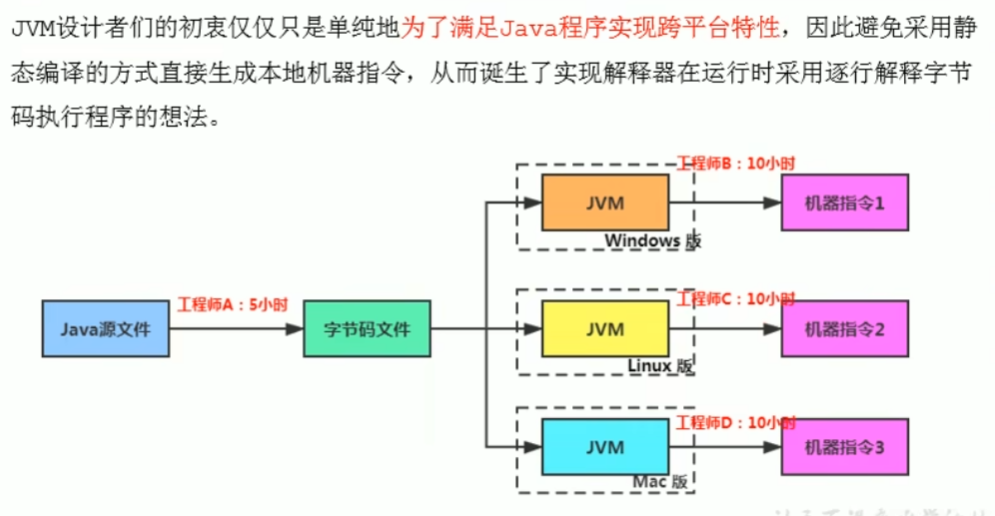 JVM设计者们的初衷仅仅只是单纯地为了满足Java程序实现跨平台特性，因此避免采用静
态编译的方式直接生成本地机器指令，从而诞生了实现解释器在运行时采用逐行解释字节
码执行程序的想法。
工程师B：10小时
JVM
机器指令1
Windows 版
工程师A：5小时
工程师C：10小时
Java源文件
字节码文件
JVM
机器指令2
Linux 版
工程师D：10小时
JVM
机器指令3
Mac 版